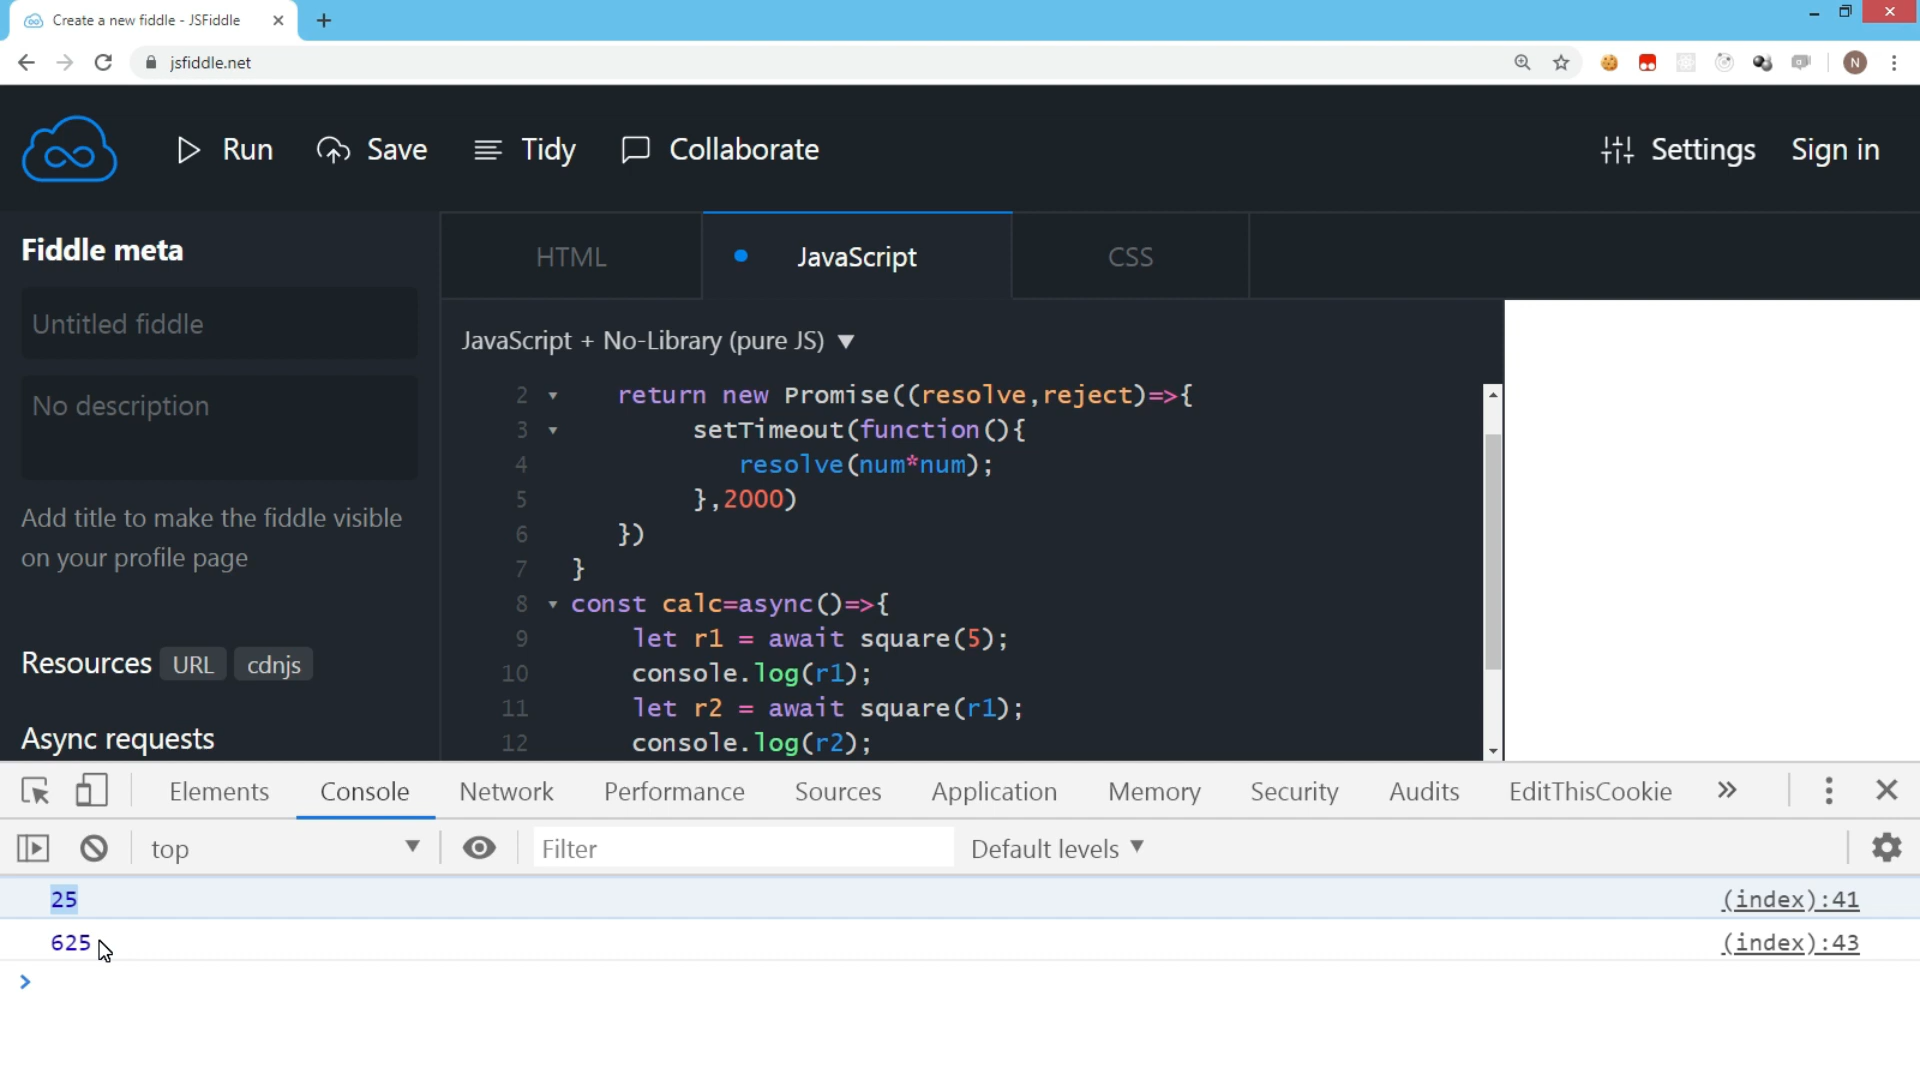 Create a new fiddle - JSFiddle
jsfiddle.net
N
Run Save Tidy Collaborate Settings Sign in
Fiddle meta
Untitled fiddle
No description
Add title to make the fiddle visible
on your profile page
Resources URL cdnjs
Async requests
HTML JavaScript CSS
JavaScript + No-Library (pure JS) ▼
2 return new Promise((resolve,reject)=>{
3 setTimeout(function(){
4 resolve(num*num);
5 },2000)
6 })
7 }
8 const calc=async()=>{
9 let r1 = await square(5);
10 console.log(r1);
11 let r2 = await square(r1);
12 console.log(r2);
Elements Console Network Performance Sources Application Memory Security Audits EditThisCookie »
top Filter Default levels ▼
25 (index):41
625 (index):43
>